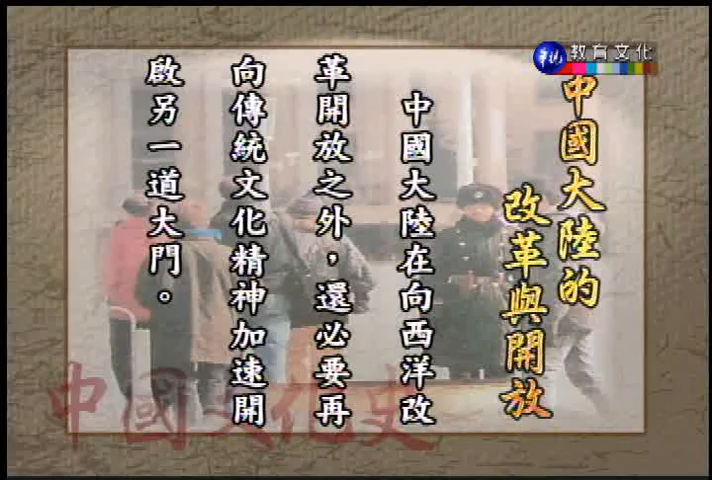 華視 教育文化
中國大陸的
改革與開放
中國大陸在向西洋改
革開放之外，還必要再
向傳統文化精神加速開
啟另一道大門。
中國文化史